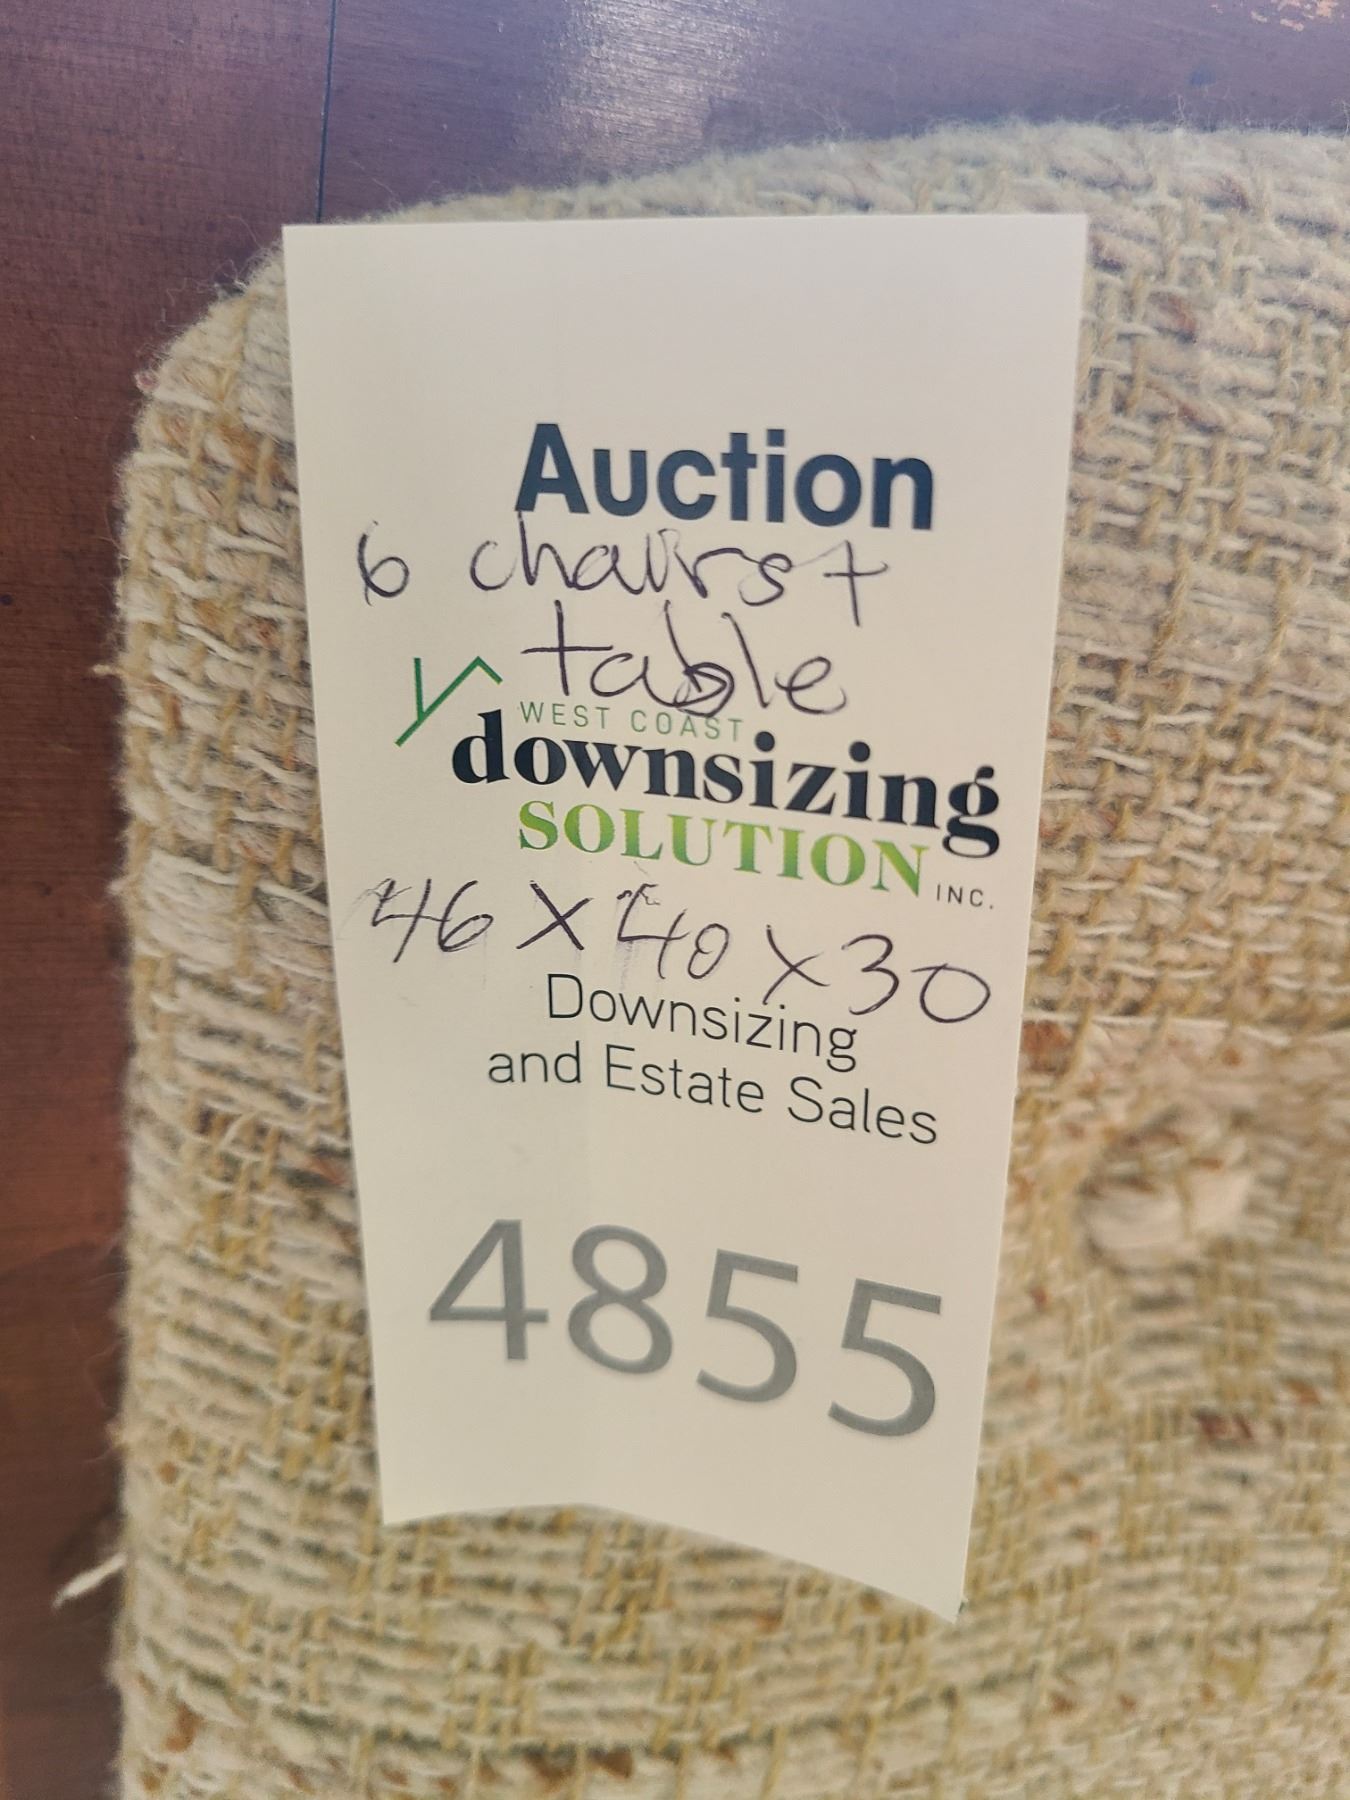 Auction
6 chairs +
table
WEST COAST
downsizing
SOLUTION INC.
46 x 40 x 30
Downsizing
and Estate Sales
4855